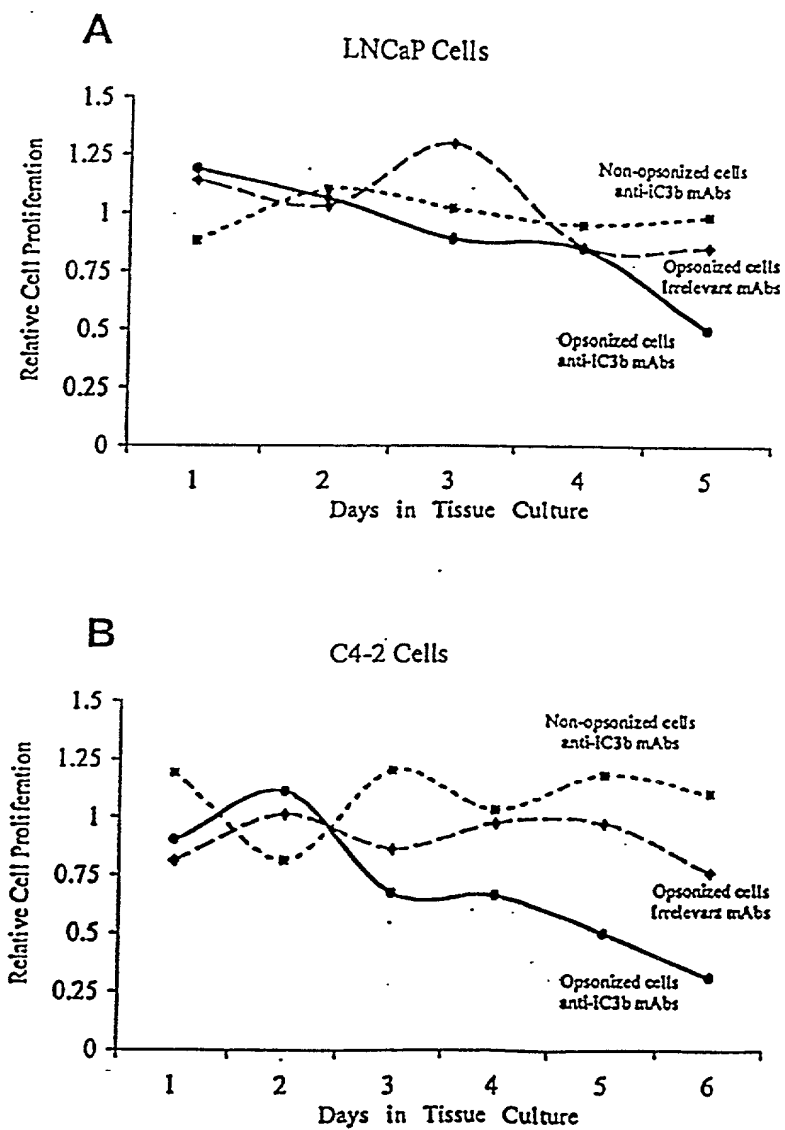 A
LNCaP Cells
1.5
1.25
1
0.75
0.5
0.25
0
Relative Cell Proliferation
Non-opsonized cells
anti-iC3b mAbs
Opsonized cells
Irrelevant mAbs
Opsonized cells
anti-iC3b mAbs
1 2 3 4 5
Days in Tissue Culture
B
C4-2 Cells
1.5
1.25
1
0.75
0.5
0.25
0
Relative Cell Proliferation
Non-opsonized cells
anti-iC3b mAbs
Opsonized cells
Irrelevant mAbs
Opsonized cells
anti-iC3b mAbs
1 2 3 4 5 6
Days in Tissue Culture